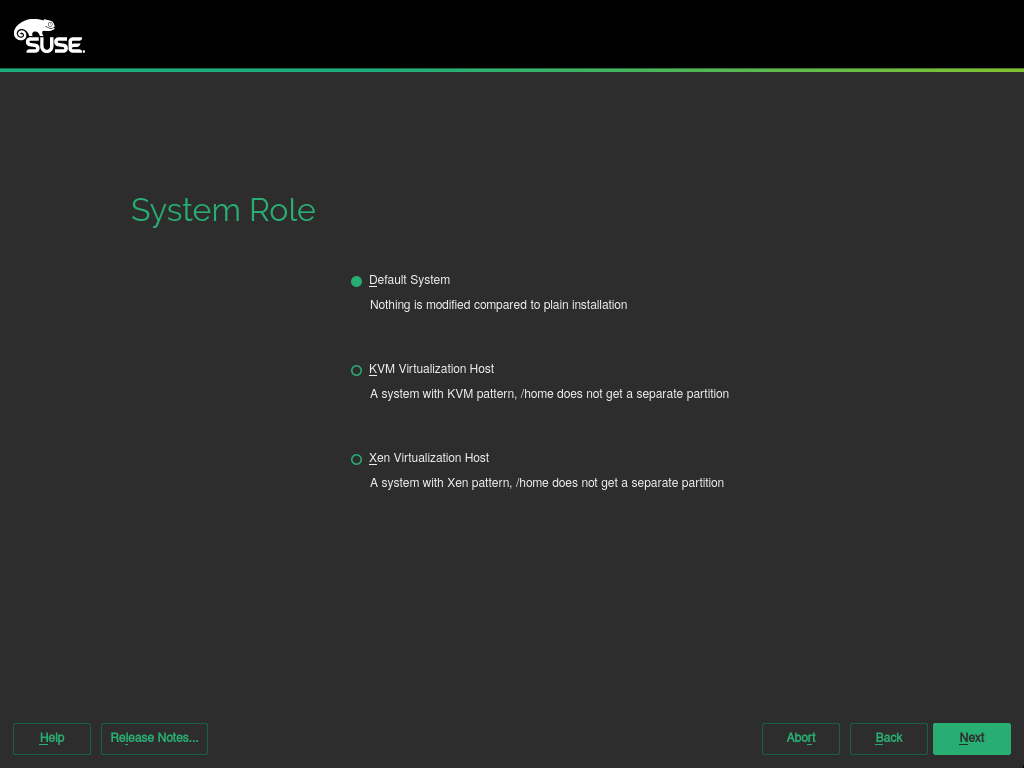 SUSE.
System Role
Default System
Nothing is modified compared to plain installation
KVM Virtualization Host
A system with KVM pattern, /home does not get a separate partition
Xen Virtualization Host
A system with Xen pattern, /home does not get a separate partition
Help Release Notes... Abort Back Next